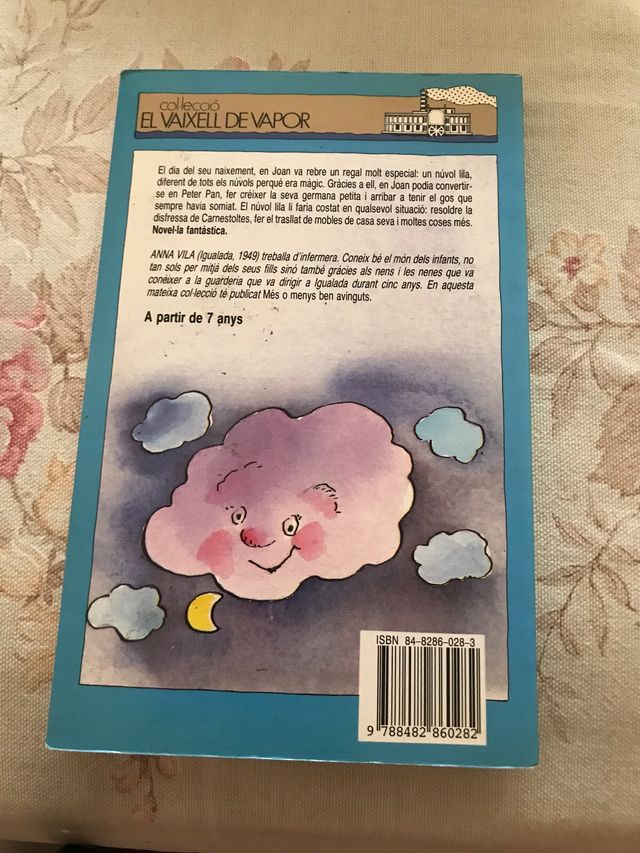 col·lecció
EL VAIXELL DE VAPOR
El dia del seu naixement, en Joan va rebre un regal molt especial: un núvol lila,
diferent de tots els núvols perquè era màgic. Gràcies a ell, en Joan podia convertir-
se en Peter Pan, fer créixer la seva germana petita i arribar a tenir el gos que
sempre havia somiat. El núvol lila li faria costat en qualsevol situació: resoldre la
disfressa de Carnestoltes, fer el trasllat de mobles de casa seva i moltes coses més.
Novel·la fantàstica.
ANNA VILA (Igualada, 1949) treballa d'infermera. Coneix bé el món dels infants, no
tan sols per mitjà dels seus fills sinó també gràcies als nens i les nenes que va
conèixer a la guarderia que va dirigir a Igualada durant cinc anys. En aquesta
mateixa col·lecció té publicat Més o menys ben avinguts.
A partir de 7 anys
ISBN 84-8286-028-3
9 788482 860282